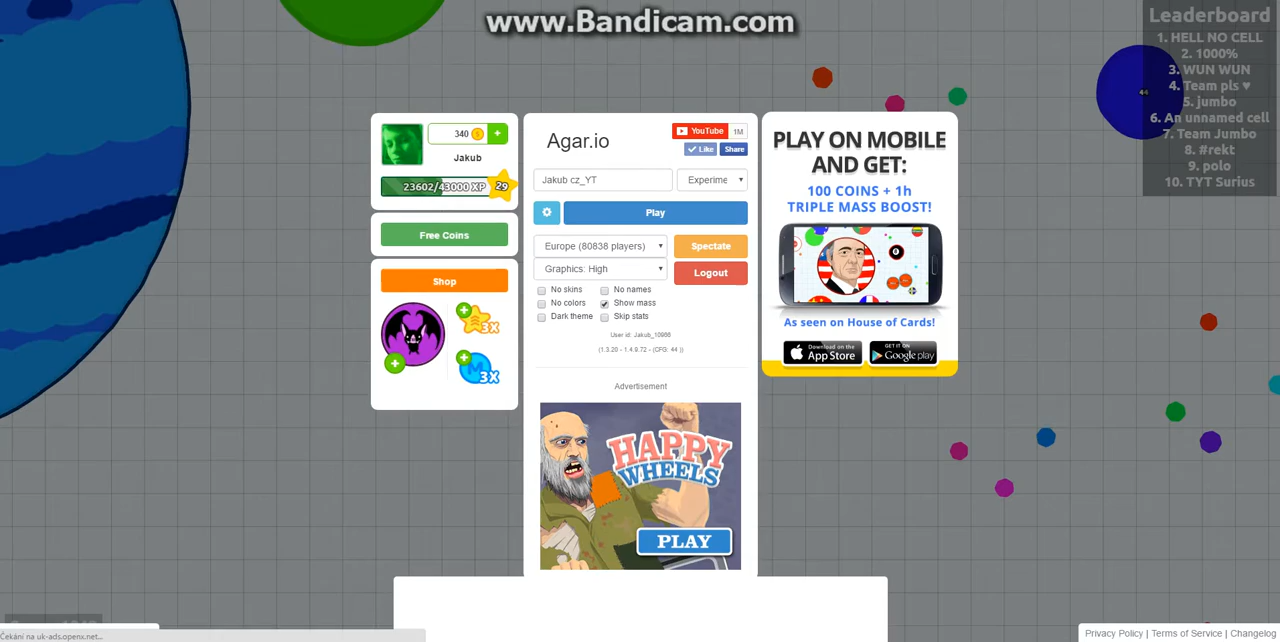 www.Bandicam.com
Leaderboard
1. HELL NO CELL
2. 1000%
3. WUN WUN
4. Team pls ♥
5. jumbo
6. An unnamed cell
7. Team Jumbo
8. #rekt
9. polo
10. TYT Surius
44
340
+
Jakub
23602/43000 XP
29
Free Coins
Shop
3X
3X
Agar.io
YouTube 1M
Like Share
Jakub cz_YT
Experime
Play
Europe (80838 players)
Spectate
Graphics: High
Logout
No skins
No names
No colors
Show mass
Dark theme
Skip stats
User id: Jakub_10966
(1.3.20 - 1.4.9.72 - (CFG: 44 ))
Advertisement
HAPPY
WHEELS
PLAY
PLAY ON MOBILE
AND GET:
100 COINS + 1h
TRIPLE MASS BOOST!
8
As seen on House of Cards!
Download on the
App Store
GET IT ON
Google play
Čekání na uk-ads.openx.net...
Privacy Policy | Terms of Service | Changelog